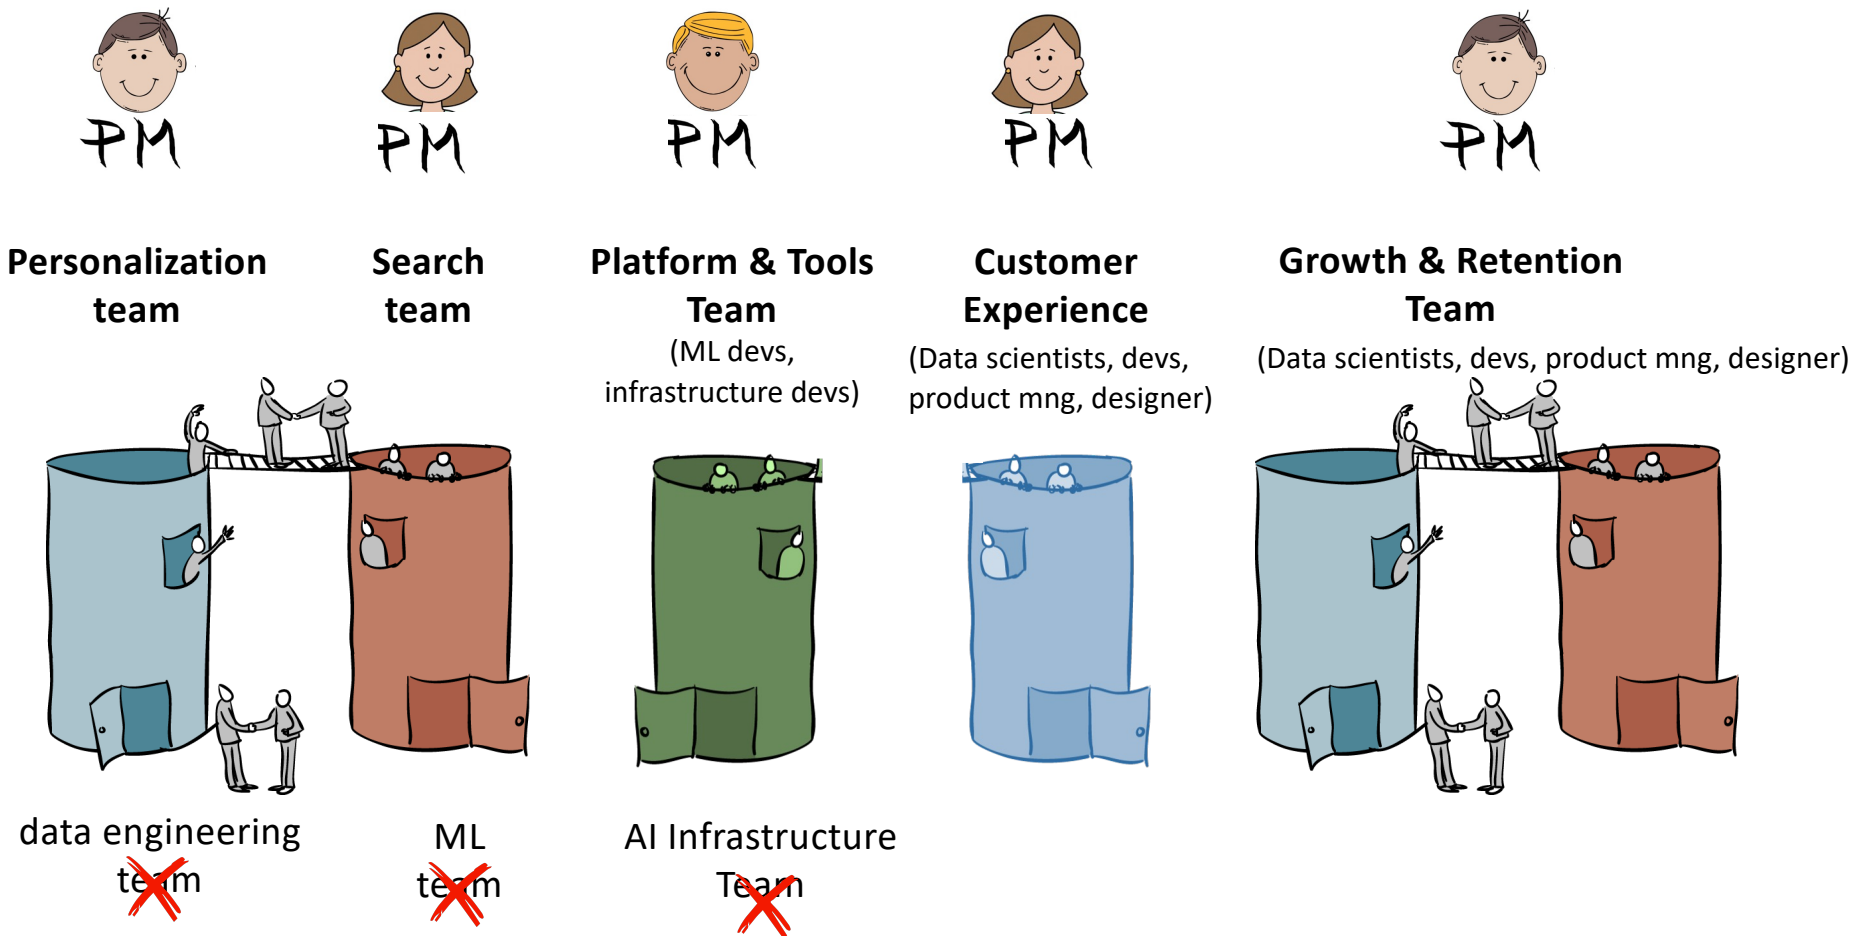 PM
PM
PM
PM
PM
Personalization
team
Search
team
Platform & Tools
Team
(ML devs,
infrastructure devs)
Customer
Experience
(Data scientists, devs,
product mng, designer)
Growth & Retention
Team
(Data scientists, devs, product mng, designer)
data engineering
team
ML
team
AI Infrastructure
Team